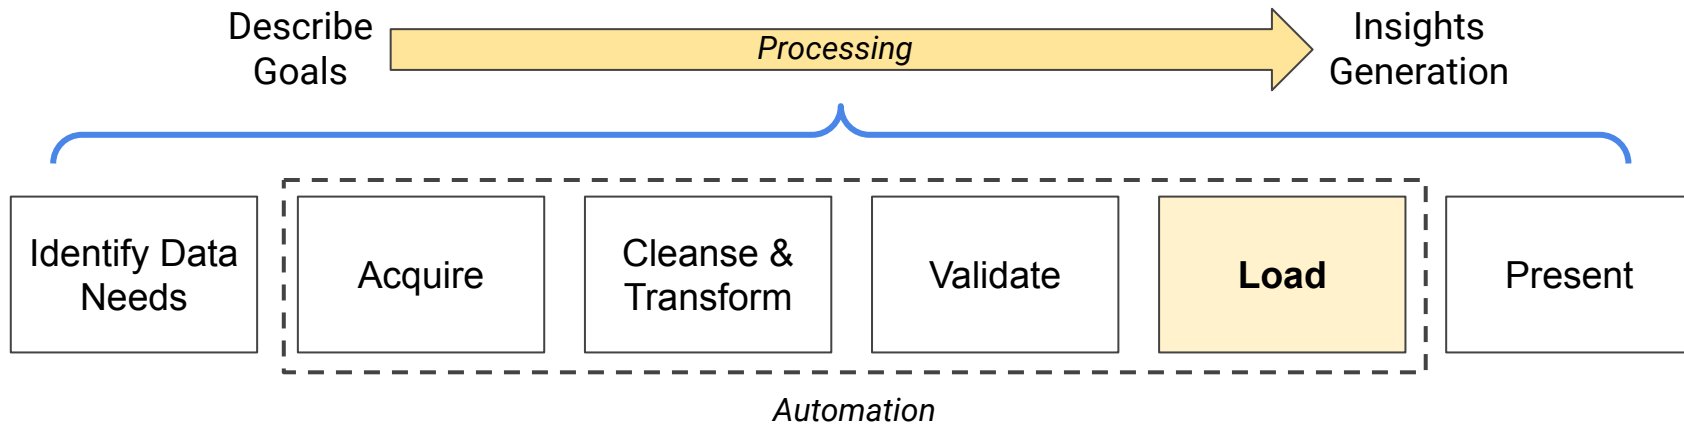 Describe
Goals
Processing
Insights
Generation
Identify Data
Needs
Acquire
Cleanse &
Transform
Validate
Load
Present
Automation